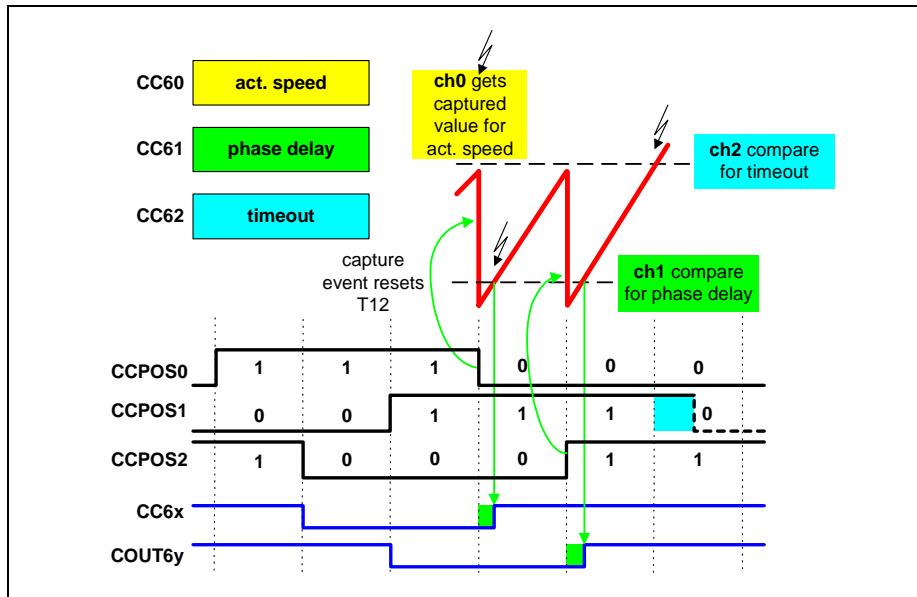 CC60
act. speed
CC61
phase delay
CC62
timeout
ch0 gets
captured
value for
act. speed
ch2 compare
for timeout
capture
event resets
T12
ch1 compare
for phase delay
CCPOS0
1 1 1 0 0 0
CCPOS1
0 0 1 1 1 0
CCPOS2
1 0 0 0 1 1
CC6x
COUT6y